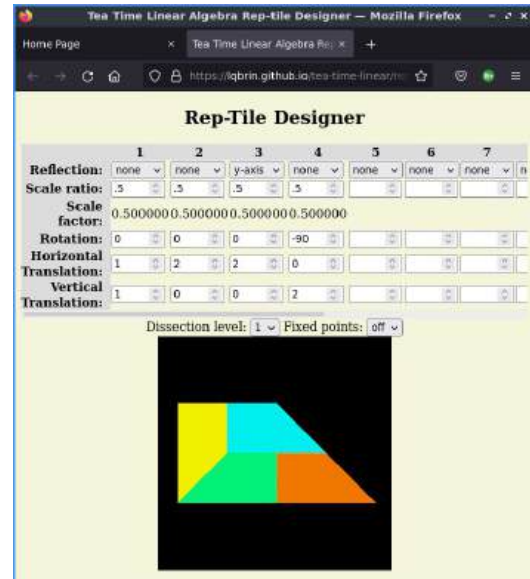 Tea Time Linear Algebra Rep-tile Designer — Mozilla Firefox
Home Page
Tea Time Linear Algebra Rep
https://lqbrin.github.io/tea-time-linear/re
Rep-Tile Designer
1 2 3 4 5 6 7
Reflection: none none y-axis none none none none n
Scale ratio: .5 .5 .5 .5
Scale factor: 0.500000 0.500000 0.500000 0.500000
Rotation: 0 0 0 -90
Horizontal Translation: 1 2 2 0
Vertical Translation: 1 0 0 2
Dissection level: 1 Fixed points: off